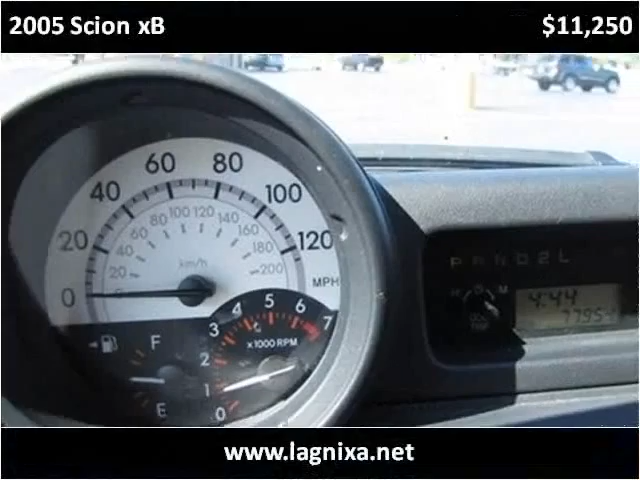 2005 Scion xB $11,250
60 80
40 100
100 120
80 140
60 160
20 120
40 180
km/h
20 200
MPH
0 0
5
4 6
3 7
F
x1000 RPM
2
1
E
0
P R N D 2 L
4:44
www.lagnixa.net